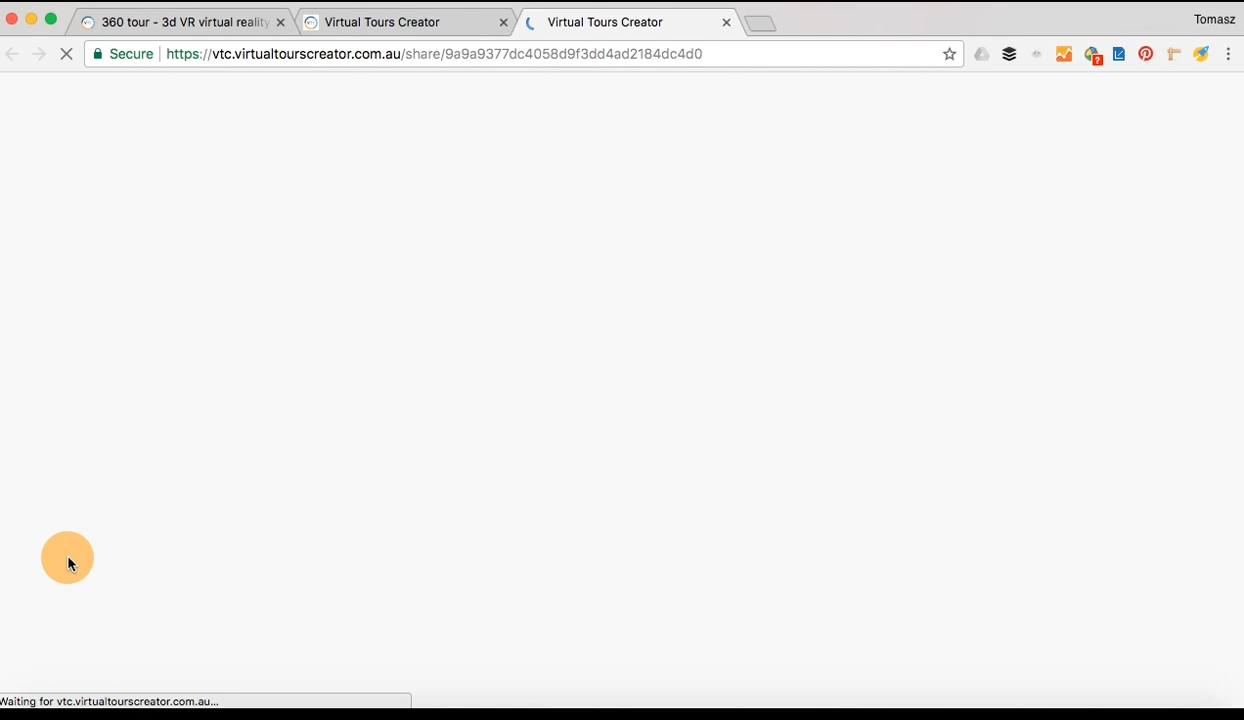 360 tour - 3d VR virtual reality
Virtual Tours Creator
Virtual Tours Creator
Tomasz
Secure
https://vtc.virtualtourscreator.com.au/share/9a9a9377dc4058d9f3dd4ad2184dc4d0
?
Waiting for vtc.virtualtourscreator.com.au...